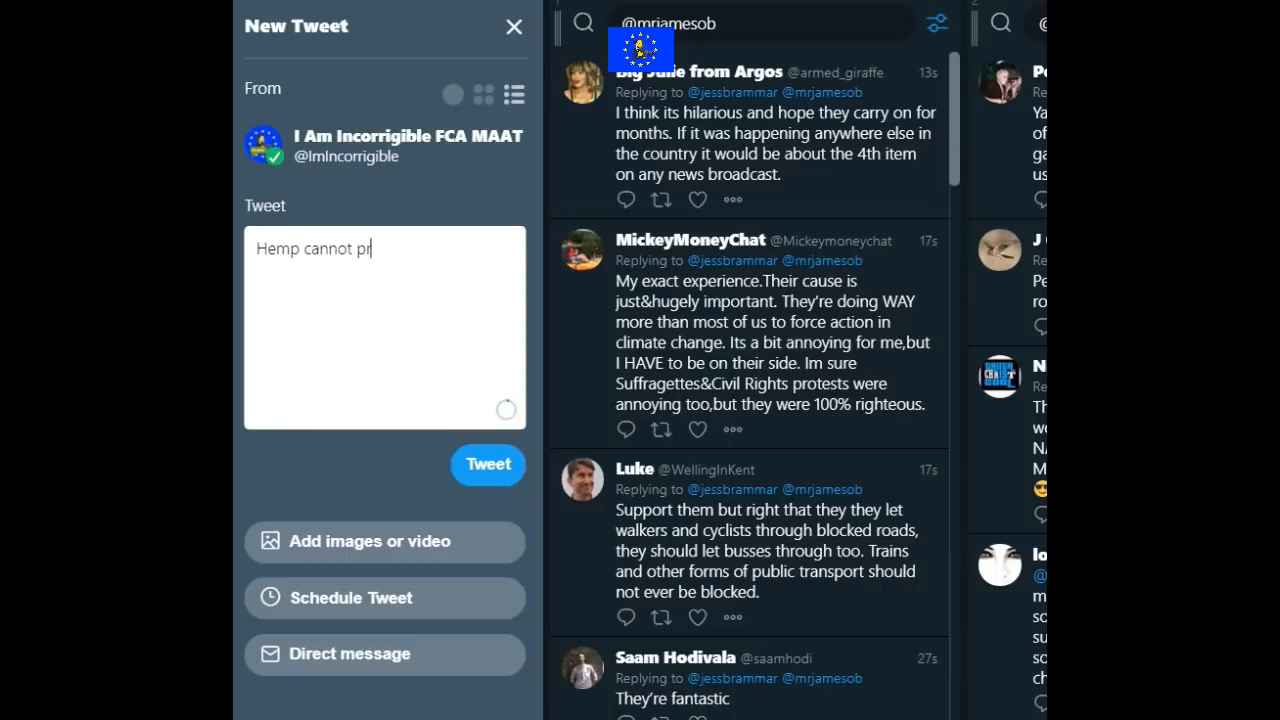 New Tweet
From
I Am Incorrigible FCA MAAT
@ImIncorrigible
Tweet
Hemp cannot pr
Tweet
Add images or video
Schedule Tweet
Direct message
@mrjamesob
Big Julie from Argos @armed_giraffe 13s
Replying to @jessbrammar @mrjamesob
I think its hilarious and hope they carry on for
months. If it was happening anywhere else in
the country it would be about the 4th item
on any news broadcast.
MickeyMoneyChat @Mickeymoneychat 17s
Replying to @jessbrammar @mrjamesob
My exact experience.Their cause is
just&hugely important. They're doing WAY
more than most of us to force action in
climate change. Its a bit annoying for me,but
I HAVE to be on their side. Im sure
Suffragettes&Civil Rights protests were
annoying too,but they were 100% righteous.
Luke @WellingInKent 17s
Replying to @jessbrammar @mrjamesob
Support them but right that they they let
walkers and cyclists through blocked roads,
they should let busses through too. Trains
and other forms of public transport should
not ever be blocked.
Saam Hodivala @saamhodi 27s
Replying to @jessbrammar @mrjamesob
They're fantastic